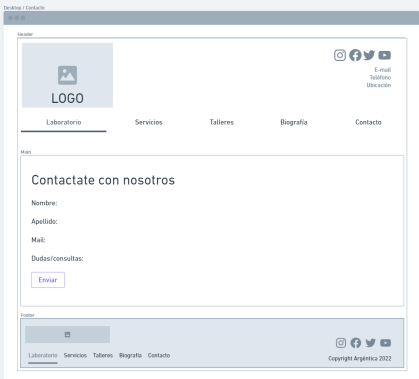 Desktop / Contacto
Header
LOGO
E-mail
Teléfono
Ubicación
Laboratorio Servicios Talleres Biografía Contacto
Main
Contactate con nosotros
Nombre:
Apellido:
Mail:
Dudas/consultas:
Enviar
Footer
Laboratorio Servicios Talleres Biografía Contacto
Copyright Argéntica 2022